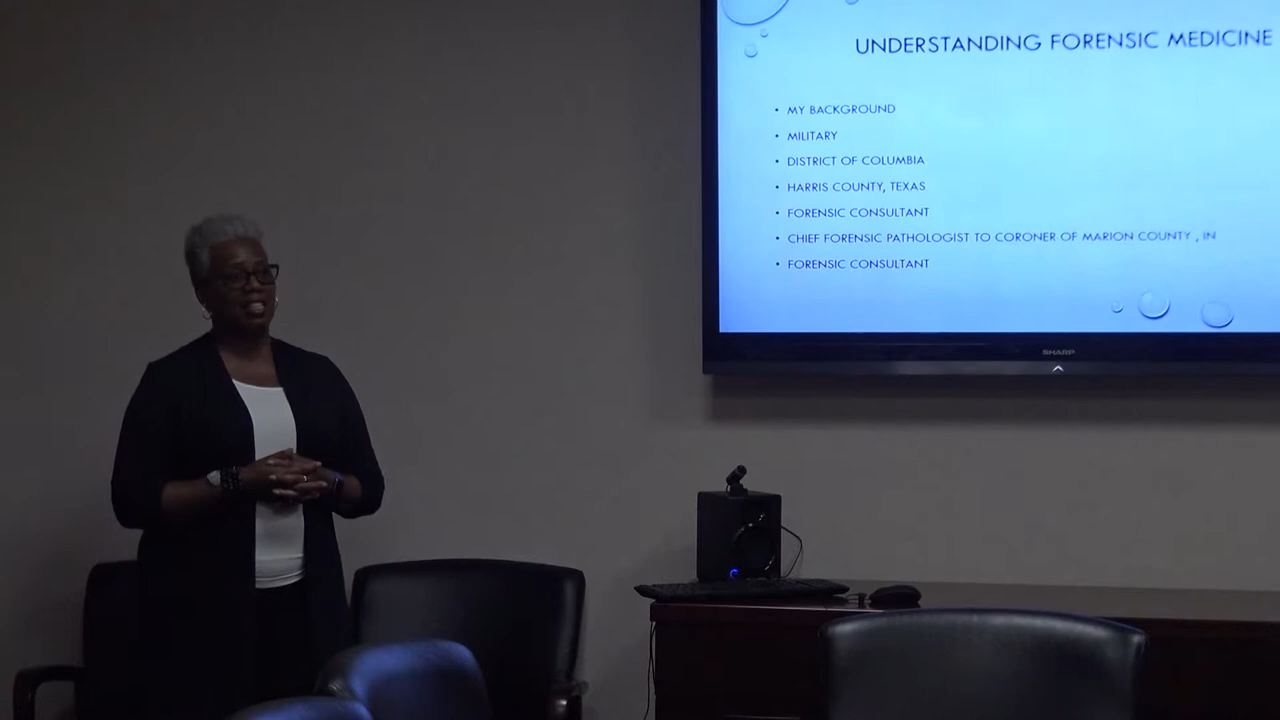 UNDERSTANDING FORENSIC MEDICINE
• MY BACKGROUND
• MILITARY
• DISTRICT OF COLUMBIA
• HARRIS COUNTY, TEXAS
• FORENSIC CONSULTANT
• CHIEF FORENSIC PATHOLOGIST TO CORONER OF MARION COUNTY , IN
• FORENSIC CONSULTANT
SHARP